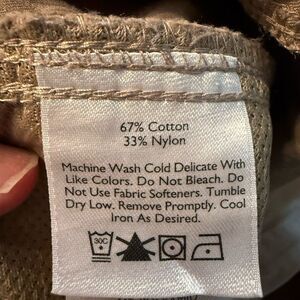 67% Cotton
33% Nylon
Machine Wash Cold Delicate With
Like Colors. Do Not Bleach. Do
Not Use Fabric Softeners. Tumble
Dry Low. Remove Promptly. Cool
Iron As Desired.
30C